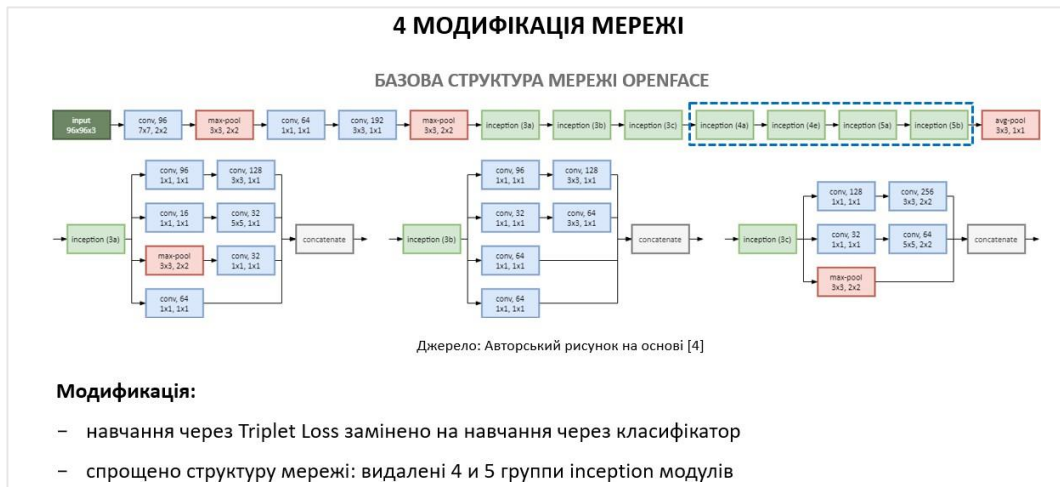 4 МОДИФІКАЦІЯ МЕРЕЖІ
БАЗОВА СТРУКТУРА МЕРЕЖІ OPENFACE
input
96x96x3
conv, 96
7x7, 2x2
max-pool
3x3, 2x2
conv, 64
1x1, 1x1
conv, 192
3x3, 1x1
max-pool
3x3, 2x2
inception (3a)
inception (3b)
inception (3c)
inception (4a)
inception (4e)
inception (5a)
inception (5b)
avg-pool
3x3, 1x1
inception (3a)
conv, 96
1x1, 1x1
conv, 128
3x3, 1x1
conv, 16
1x1, 1x1
conv, 32
5x5, 1x1
max-pool
3x3, 2x2
conv, 32
1x1, 1x1
conv, 64
1x1, 1x1
concatenate
inception (3b)
conv, 96
1x1, 1x1
conv, 128
3x3, 1x1
conv, 32
1x1, 1x1
conv, 64
3x3, 1x1
conv, 64
1x1, 1x1
conv, 64
1x1, 1x1
concatenate
inception (3c)
conv, 128
1x1, 1x1
conv, 256
3x3, 2x2
conv, 32
1x1, 1x1
conv, 64
5x5, 2x2
max-pool
3x3, 2x2
concatenate
Джерело: Авторський рисунок на основі [4]
Модификація:
− навчання через Triplet Loss замінено на навчання через класифікатор
− спрощено структуру мережі: видалені 4 и 5 группи inception модулів